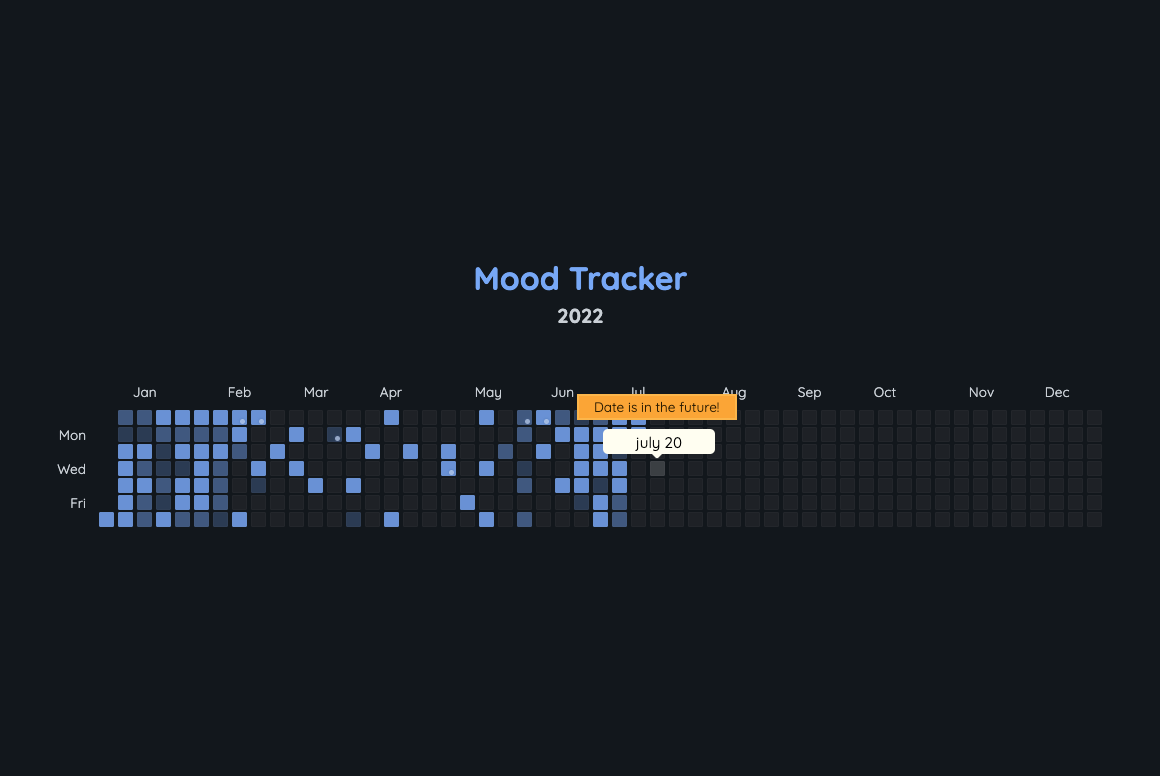 Mood Tracker
2022
Jan Feb Mar Apr May Jun Jul Aug Sep Oct Nov Dec
Date is in the future!
Mon
july 20
Wed
Fri